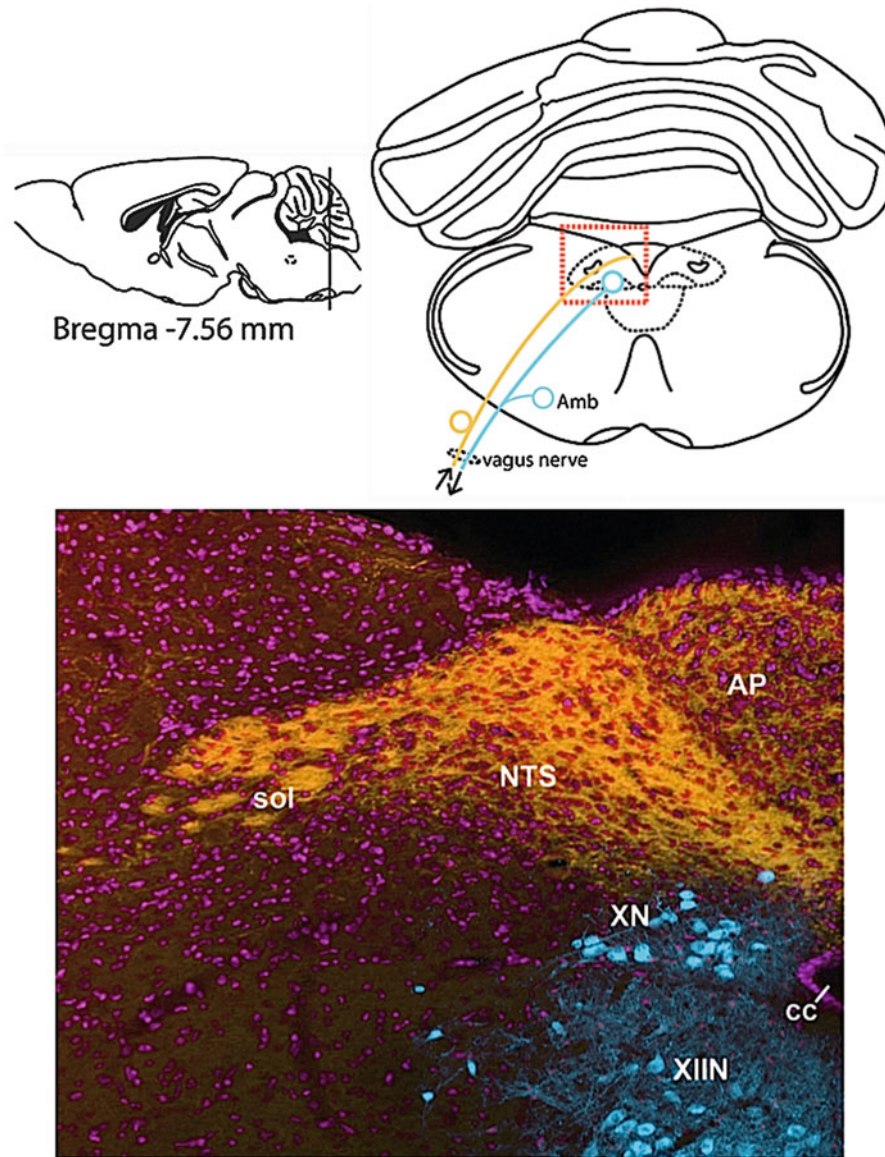 Bregma -7.56 mm
Amb
vagus nerve
AP
sol
NTS
XN
cc
XIIN